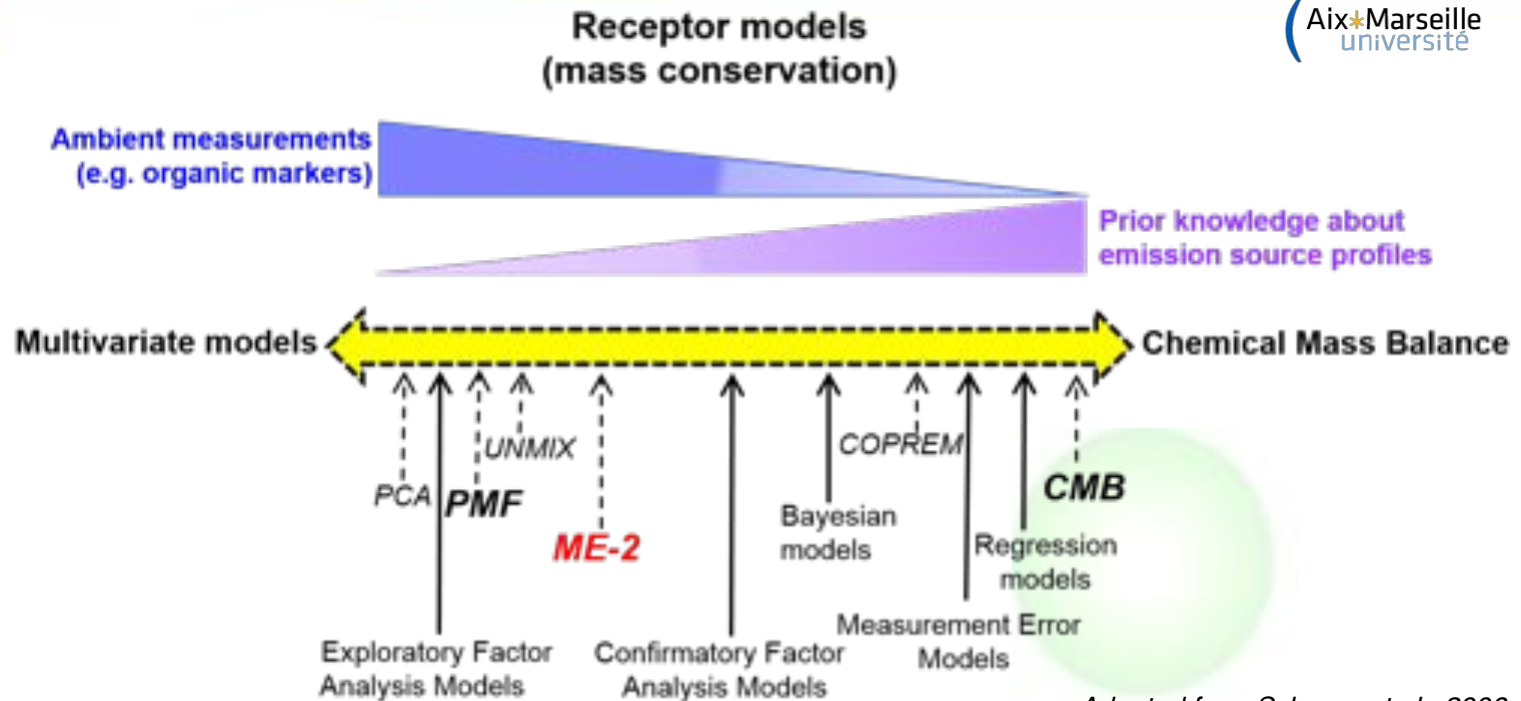 Receptor models
(mass conservation)
Aix*Marseille
université
Ambient measurements
(e.g. organic markers)
Prior knowledge about
emission source profiles
Multivariate models
Chemical Mass Balance
UNMIX
COPREM
PCA
PMF
CMB
ME-2
Bayesian
models
Regression
models
Measurement Error
Models
Exploratory Factor
Analysis Models
Confirmatory Factor
Analysis Models